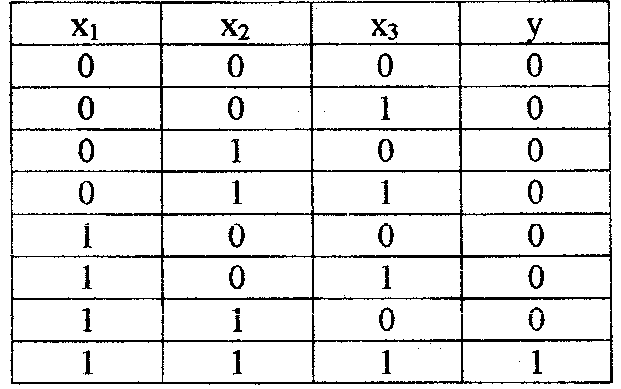 x₁ x₂ x₃ y
0 0 0 0
0 0 1 0
0 1 0 0
0 1 1 0
1 0 0 0
1 0 1 0
1 1 0 0
1 1 1 1